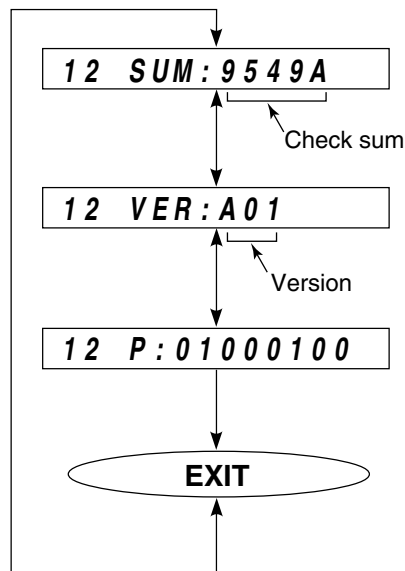 12 SUM:9549A
Check sum
12 VER:A01
Version
12 P:01000100
EXIT